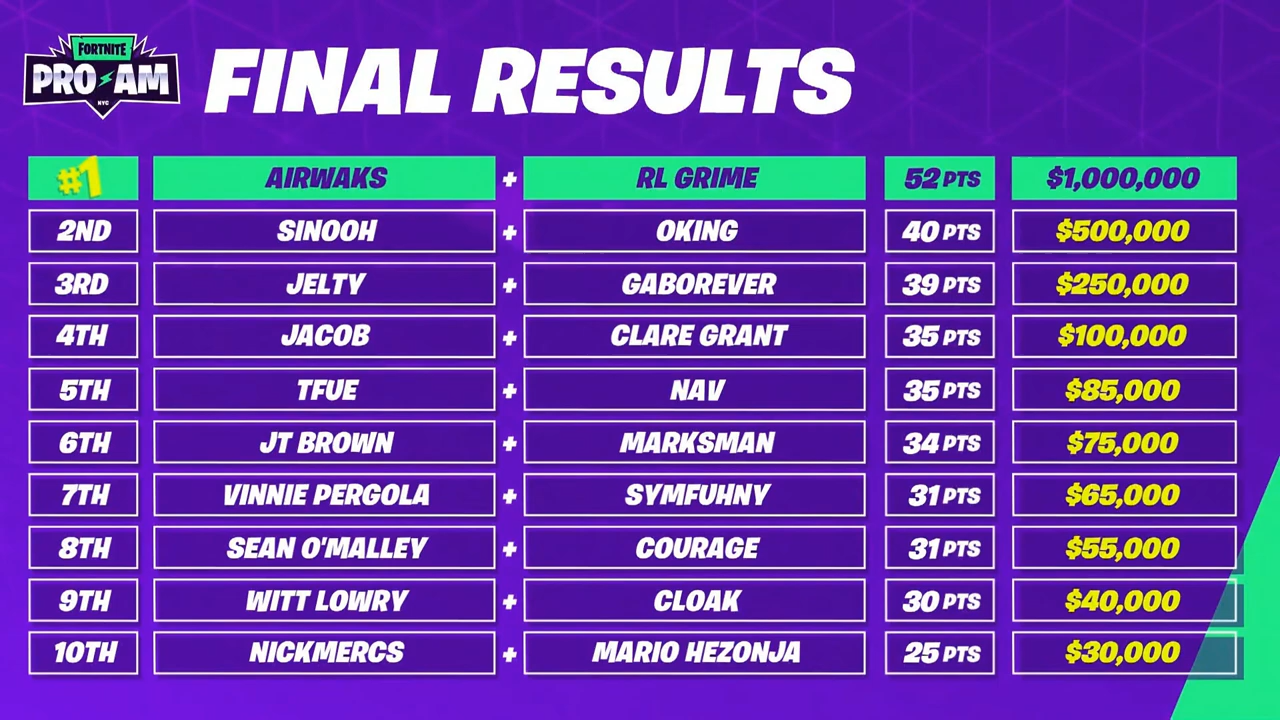 FORTNITE
PRO AM
NYC
FINAL RESULTS
#1 AIRWAKS + RL GRIME 52 PTS $1,000,000
2ND SINOOH + OKING 40 PTS $500,000
3RD JELTY + GABOREVER 39 PTS $250,000
4TH JACOB + CLARE GRANT 35 PTS $100,000
5TH TFUE + NAV 35 PTS $85,000
6TH JT BROWN + MARKSMAN 34 PTS $75,000
7TH VINNIE PERGOLA + SYMFUHNY 31 PTS $65,000
8TH SEAN O'MALLEY + COURAGE 31 PTS $55,000
9TH WITT LOWRY + CLOAK 30 PTS $40,000
10TH NICKMERCS + MARIO HEZONJA 25 PTS $30,000